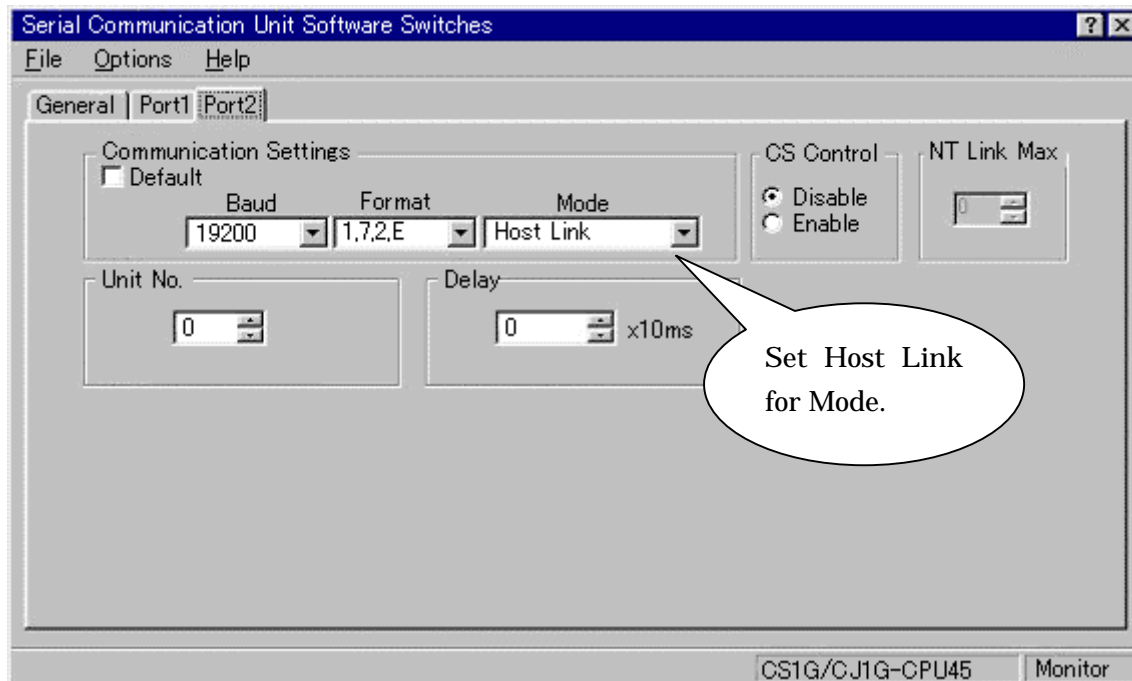 Serial Communication Unit Software Switches
File Options Help
General Port1 Port2
Communication Settings
Default
Baud Format Mode
19200 1,7,2,E Host Link
CS Control
Disable
Enable
NT Link Max
0
Unit No.
0
Delay
0 x10ms
Set Host Link
for Mode.
CS1G/CJ1G-CPU45 Monitor